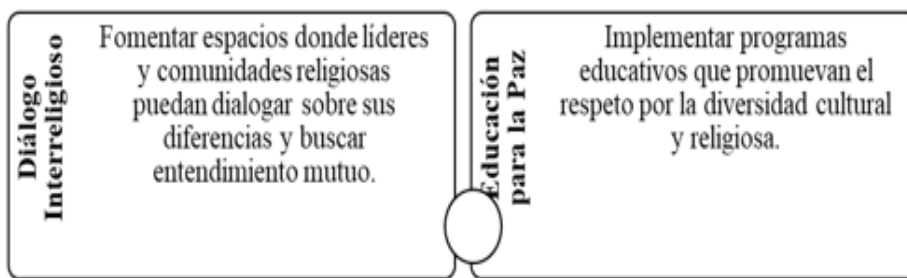 Diálogo
Interreligioso
Fomentar espacios donde líderes
y comunidades religiosas
puedan dialogar sobre sus
diferencias y buscar
entendimiento mutuo.
Educación
para la Paz
Implementar programas
educativos que promuevan el
respeto por la diversidad cultural
y religiosa.